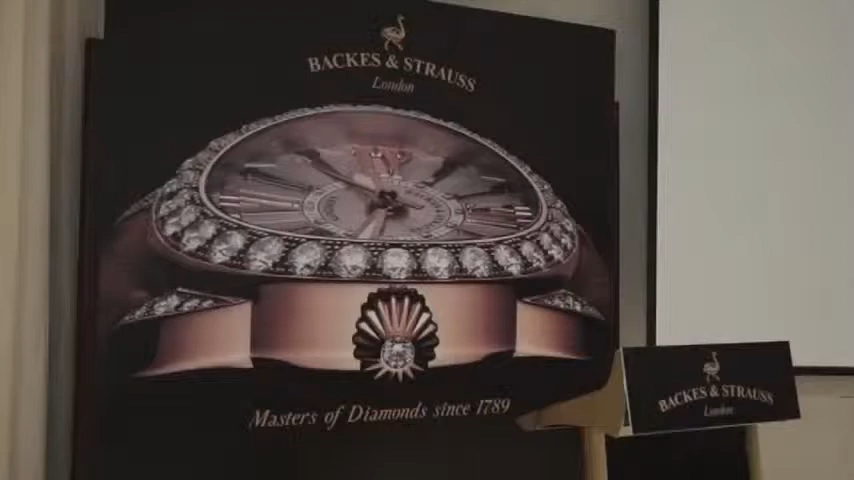 BACKES & STRAUSS
London
Masters of Diamonds since 1789
BACKES & STRAUSS
London